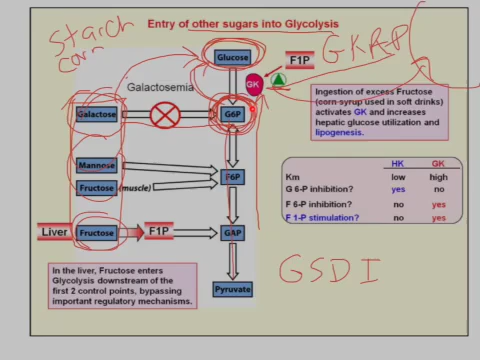 Entry of other sugars into Glycolysis
starch
corn
GKRP
Glucose
F1P
GK
Galactosemia
Galactose
G6P
Ingestion of excess Fructose
(corn syrup used in soft drinks)
activates GK and increases
hepatic glucose utilization and
lipogenesis.
Mannose
Fructose (muscle)
F6P
HK GK
Km low high
G 6-P inhibition? yes no
F 6-P inhibition? no yes
F 1-P stimulation? no yes
Liver Fructose F1P GAP
GSDI
In the liver, Fructose enters
Glycolysis downstream of the
first 2 control points, bypassing
important regulatory mechanisms.
Pyruvate